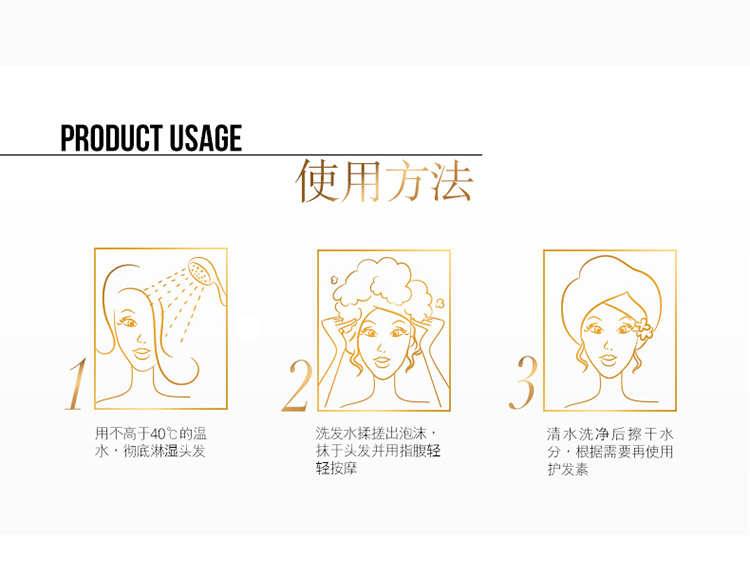 PRODUCT USAGE
使用方法
1
用不高于40℃的温
水,彻底淋湿头发
2
洗发水揉搓出泡沫,
抹于头发并用指腹轻
轻按摩
3
清水洗净后擦干水
分,根据需要再使用
护发素